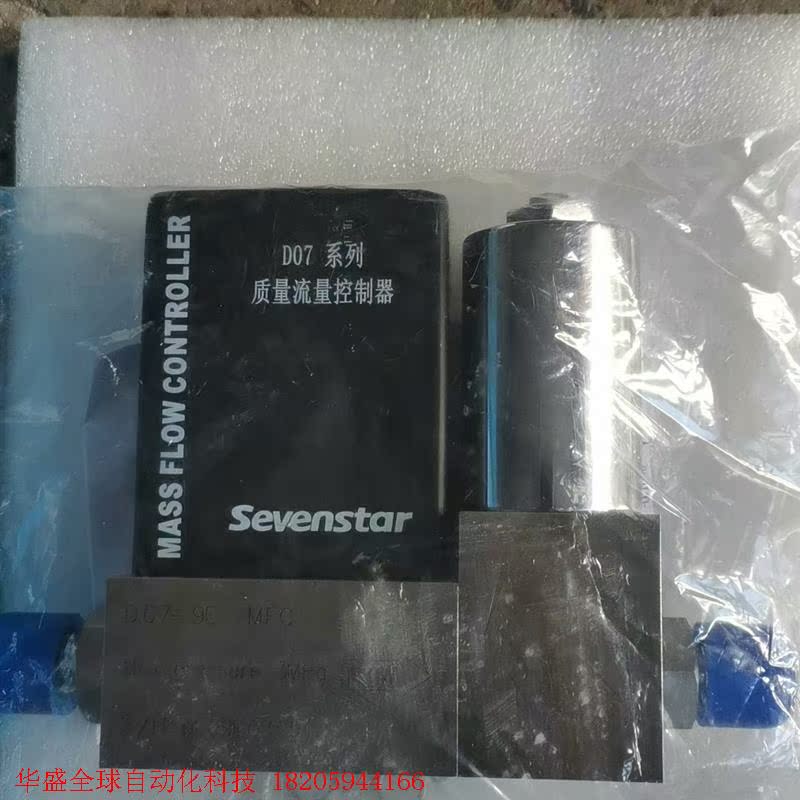 D07 系列
质量流量控制器
MASS FLOW CONTROLLER
Sevenstar
MFC
华盛全球自动化科技 18205944166